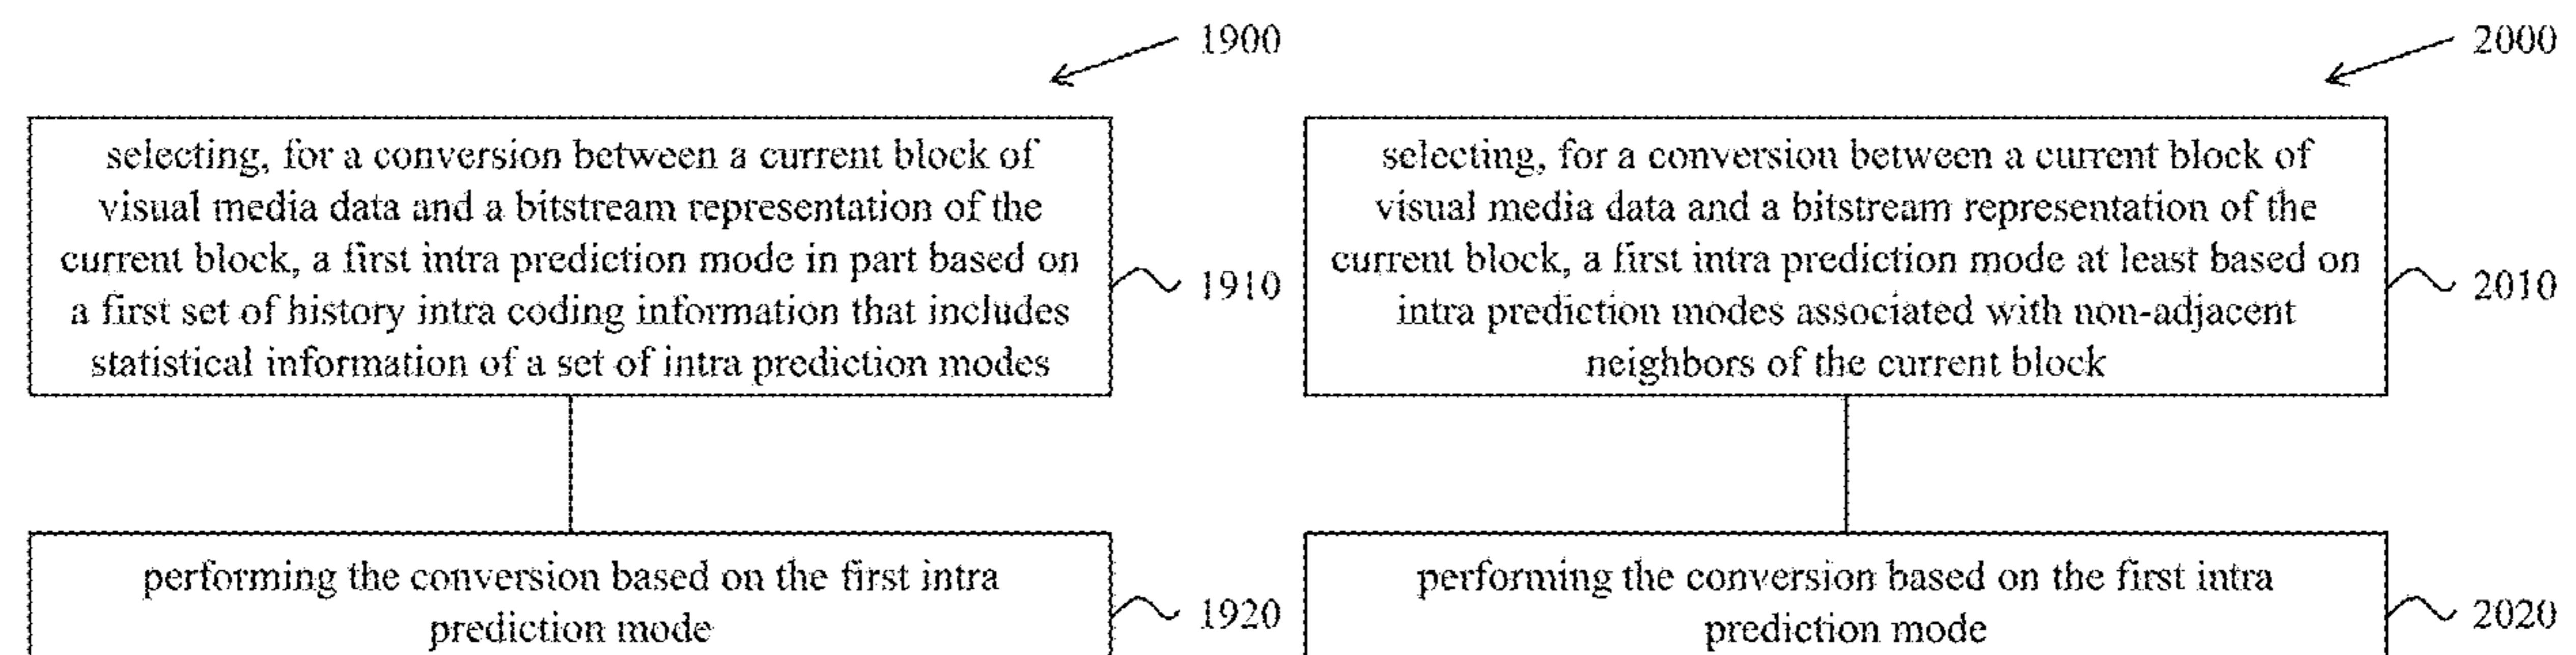 1900
selecting, for a conversion between a current block of
visual media data and a bitstream representation of the
current block, a first intra prediction mode in part based on
a first set of history intra coding information that includes
statistical information of a set of intra prediction modes
1910
performing the conversion based on the first intra
prediction mode
1920
2000
selecting, for a conversion between a current block of
visual media data and a bitstream representation of the
current block, a first intra prediction mode at least based on
intra prediction modes associated with non-adjacent
neighbors of the current block
2010
performing the conversion based on the first intra
prediction mode
2020